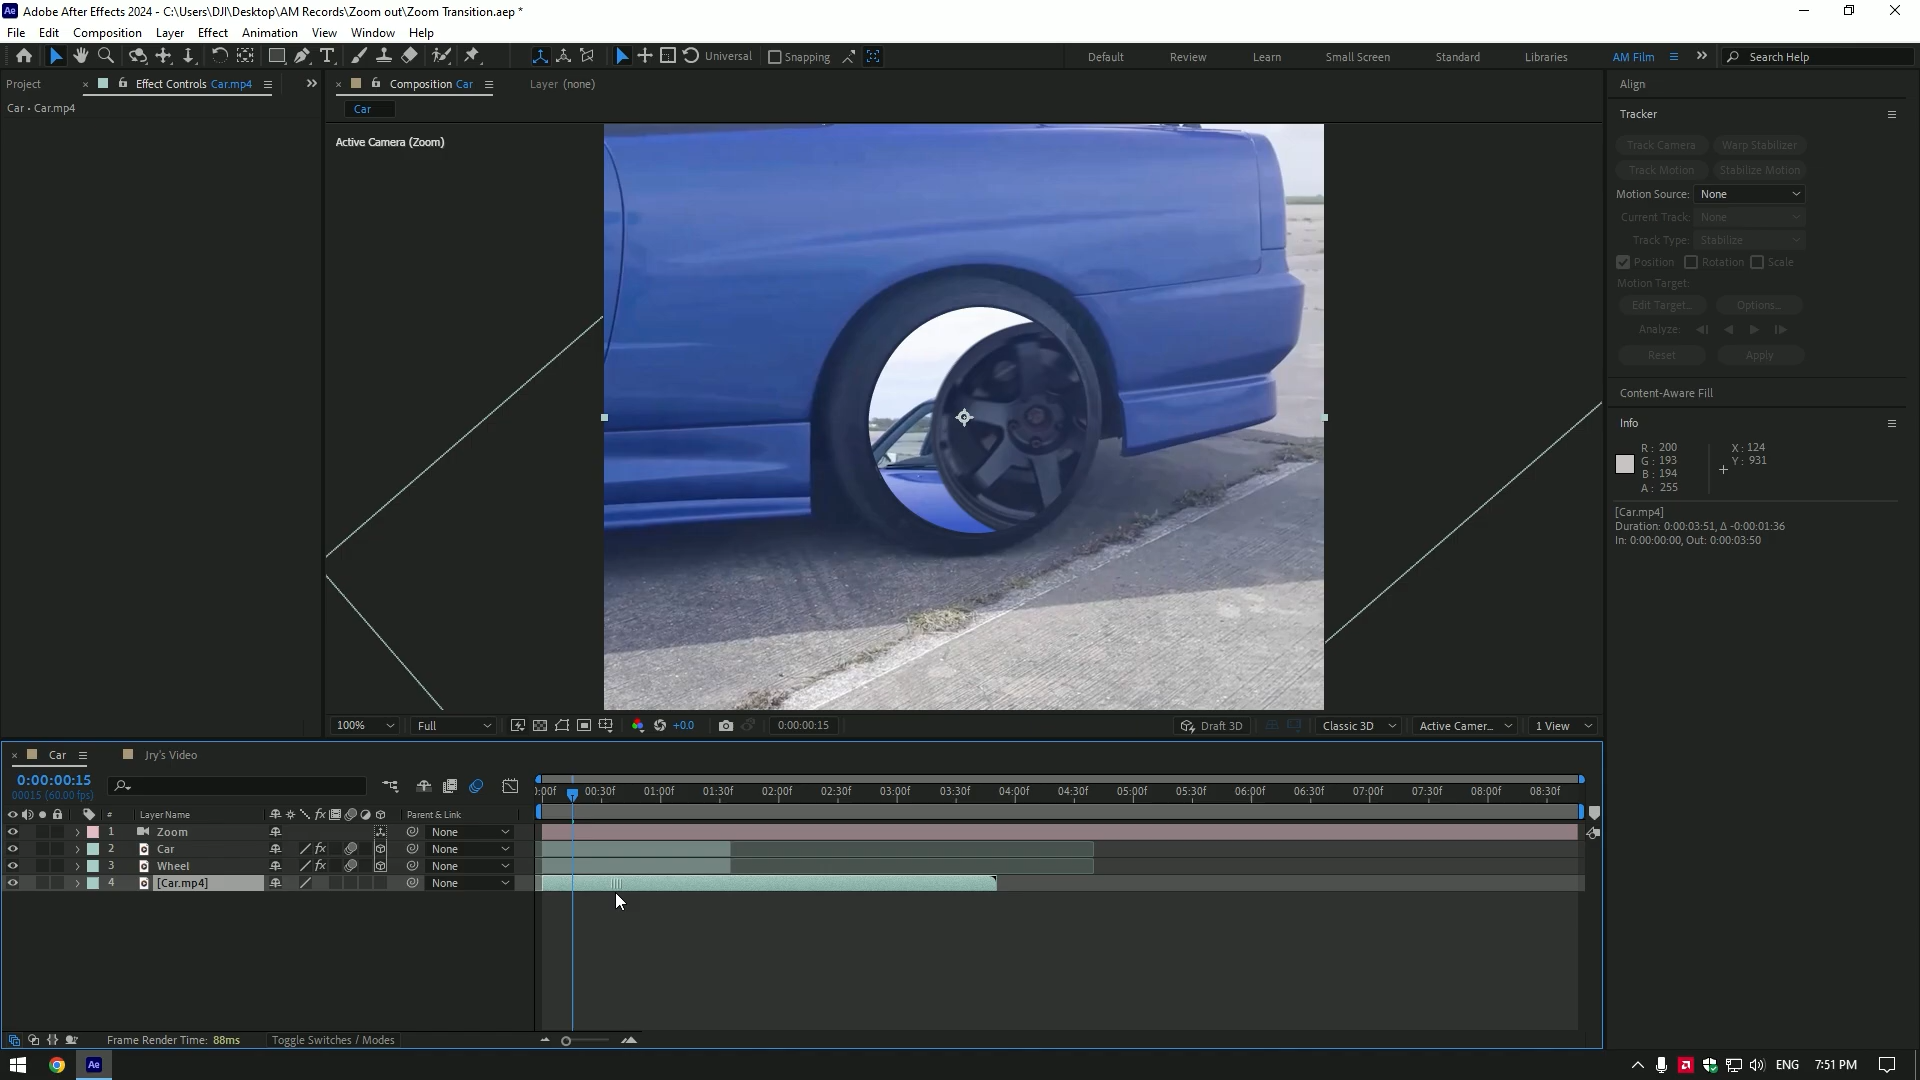 Adobe After Effects 2024 - C:\Users\DJI\Desktop\AM Records\Zoom out\Zoom Transition.aep *
File Edit Composition Layer Effect Animation View Window Help
Universal Snapping Default Review Learn Small Screen Standard Libraries AM Film Search Help
Project Effect Controls Car.mp4 Composition Car Layer (none) Align
Car • Car.mp4 Car
Active Camera (Zoom)
Tracker
Track Camera Warp Stabilizer
Track Motion Stabilize Motion
Motion Source: None
Current Track: None
Track Type: Stabilize
Position Rotation Scale
Motion Target:
Edit Target... Options...
Analyze:
Reset Apply
Content-Aware Fill
Info
R: 200 X: 124
G: 193 Y: 931
B: 194
A: 255
[Car.mp4]
Duration: 0:00:03:51, Δ -0:00:01:36
In: 0:00:00:00, Out: 0:00:03:50
100% Full +0.0 0:00:00:15 Draft 3D Classic 3D Active Camer... 1 View
Car Jry's Video
0:00:00:15
00015 (60.00 fps)
):00f 00:30f 01:00f 01:30f 02:00f 02:30f 03:00f 03:30f 04:00f 04:30f 05:00f 05:30f 06:00f 06:30f 07:00f 07:30f 08:00f 08:30f
# Layer Name fx Parent & Link
1 Zoom None
2 Car fx None
3 Wheel fx None
4 [Car.mp4] None
Frame Render Time: 88ms Toggle Switches / Modes
Ae ENG 7:51 PM